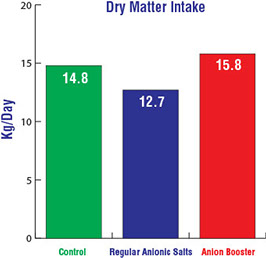 Dry Matter Intake
Kg/Day
20
15
10
5
0
14.8
12.7
15.8
Control
Regular Anionic Salts
Anion Booster